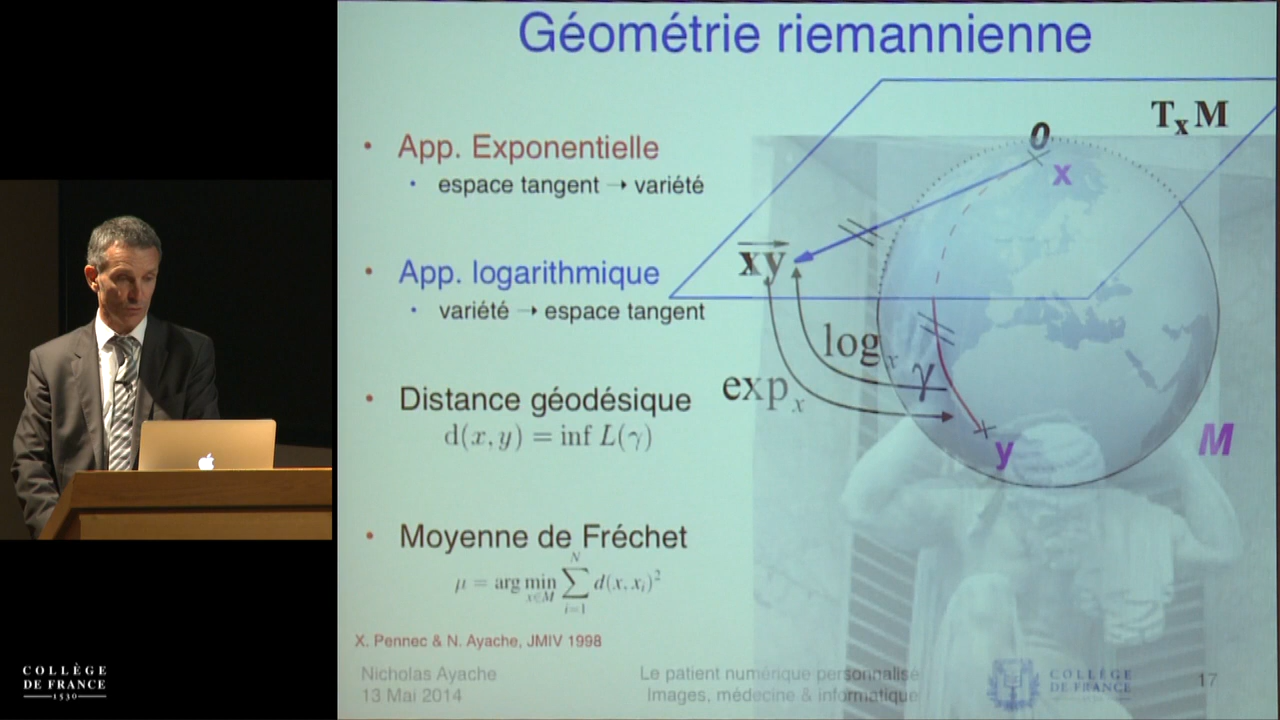 Géométrie riemannienne
• App. Exponentielle
• espace tangent → variété
• App. logarithmique
• variété → espace tangent
• Distance géodésique
d(x, y) = inf L(γ)
• Moyenne de Fréchet
μ = arg min_{x∈M} ∑_{i=1}^{N} d(x, x_i)²
X. Pennec & N. Ayache, JMIV 1998
T_x M
0
x
xy
log_x
γ
exp_x
y
M
Nicholas Ayache
13 Mai 2014
Le patient numérique personnalisé
Images, médecine & informatique
COLLÈGE
DE FRANCE
17
COLLÈGE
DE FRANCE
1530